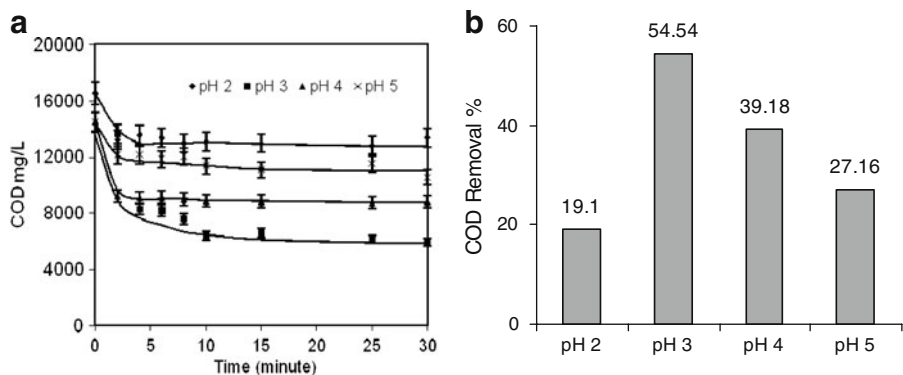 a
20000
16000
12000
8000
4000
0
COD mg/L
pH 2 pH 3 pH 4 pH 5
0 5 10 15 20 25 30
Time (minute)
b
60
40
20
0
COD Removal %
19.1
54.54
39.18
27.16
pH 2 pH 3 pH 4 pH 5